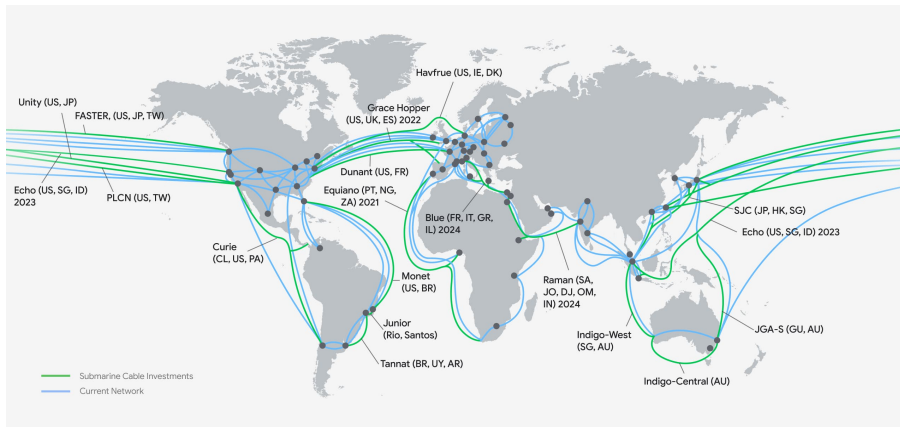 Havfrue (US, IE, DK)
Unity (US, JP)
Grace Hopper
(US, UK, ES) 2022
FASTER, (US, JP, TW)
Dunant (US, FR)
Echo (US, SG, ID)
2023
PLCN (US, TW)
Equiano (PT, NG,
ZA) 2021
Blue (FR, IT, GR,
IL) 2024
SJC (JP, HK, SG)
Echo (US, SG, ID) 2023
Curie
(CL, US, PA)
Monet
(US, BR)
Raman (SA,
JO, DJ, OM,
IN) 2024
Junior
(Rio, Santos)
Indigo-West
(SG, AU)
JGA-S (GU, AU)
Tannat (BR, UY, AR)
Indigo-Central (AU)
Submarine Cable Investments
Current Network